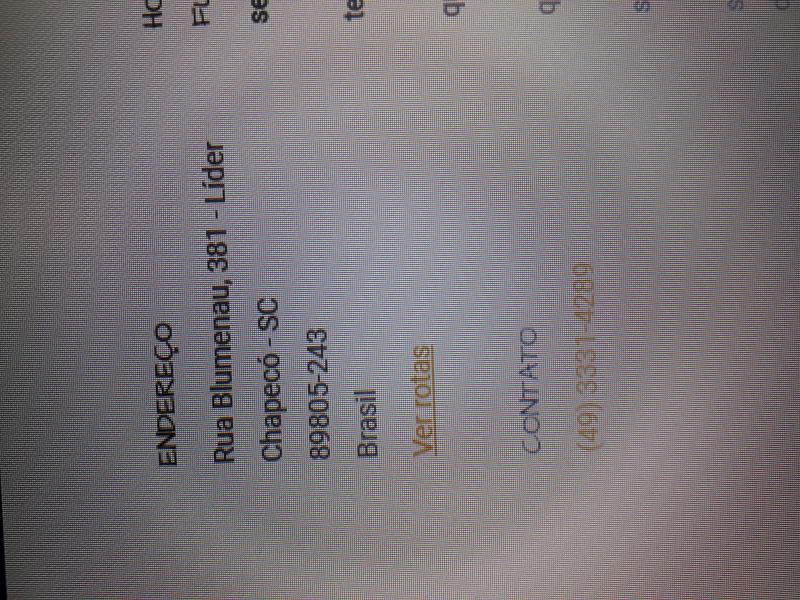 ENDEREÇO
Rua Blumenau, 381 - Líder
Chapecó - SC
89805-243
Brasil
Ver rotas
CONTATO
(49) 3331-4289